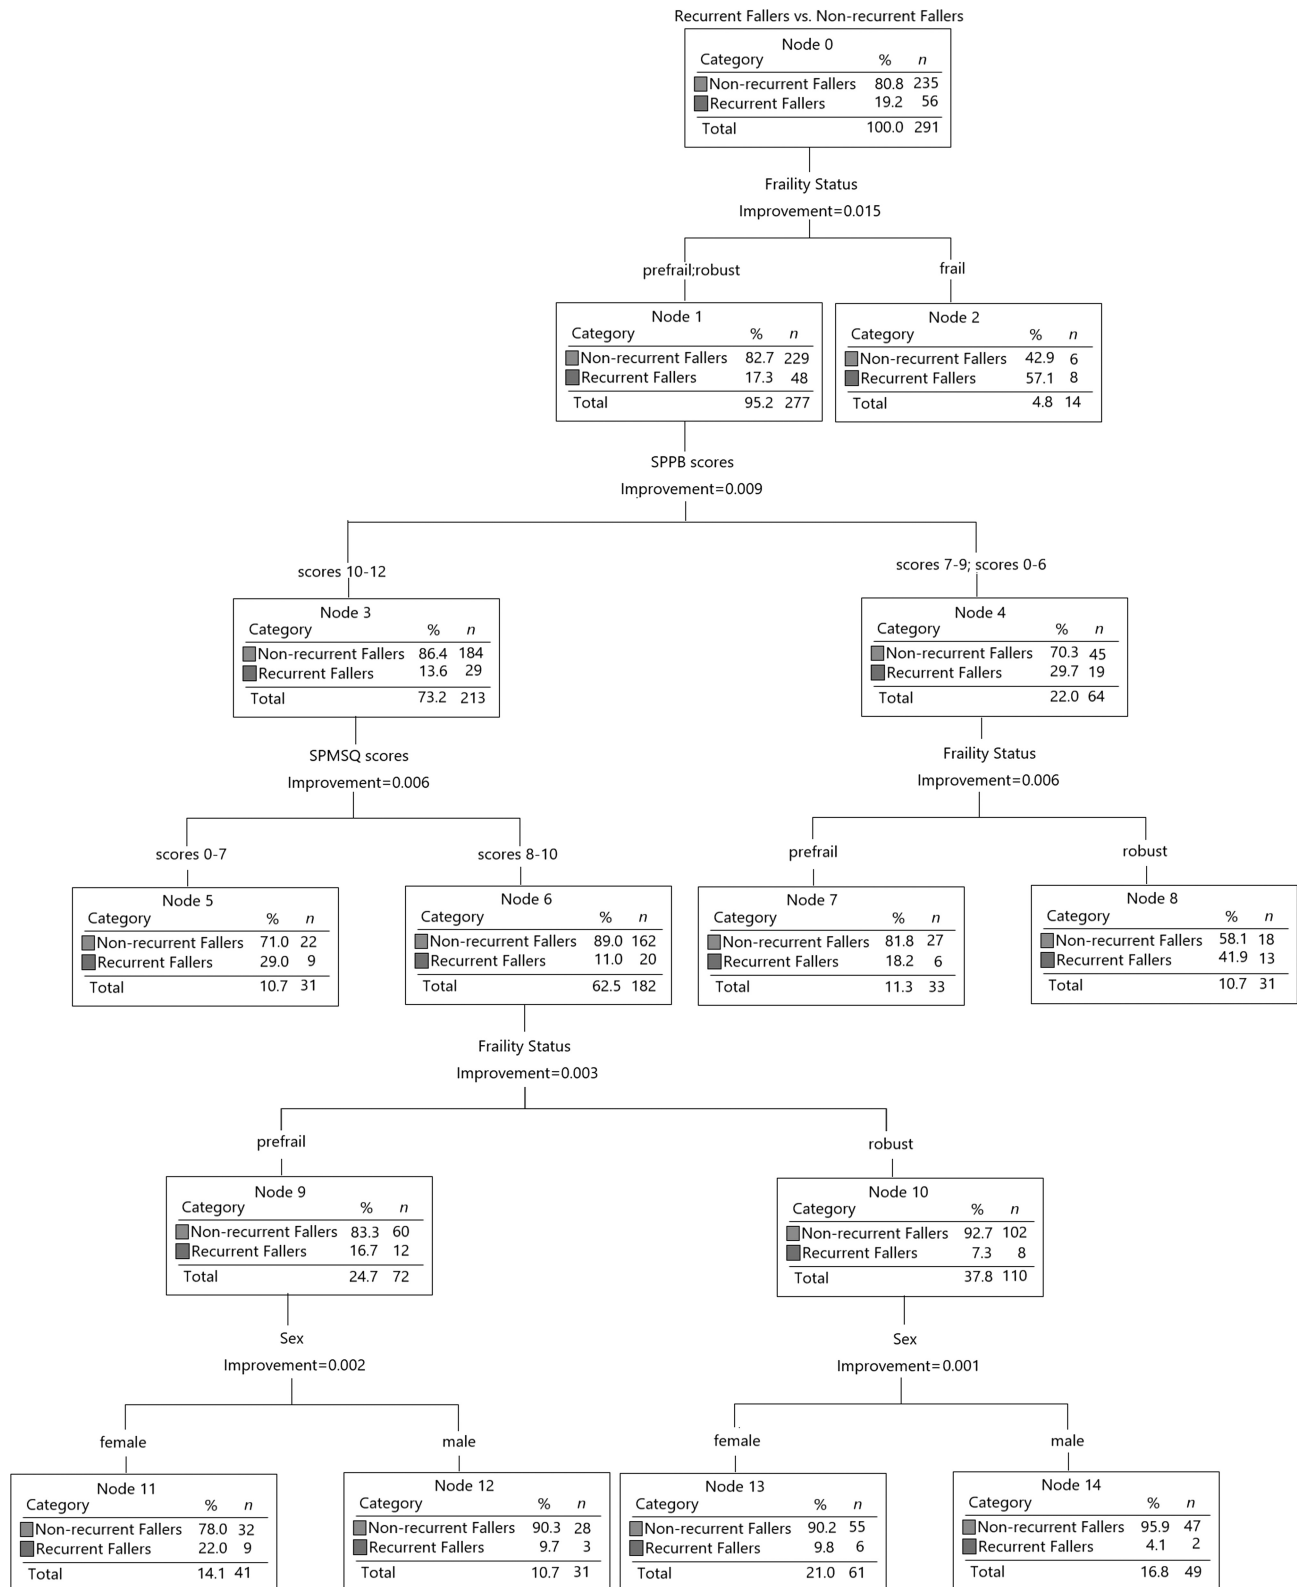 Recurrent Fallers vs. Non-recurrent Fallers
Node 0
Category % n
Non-recurrent Fallers 80.8 235
Recurrent Fallers 19.2 56
Total 100.0 291
Fraility Status
Improvement=0.015
prefrail;robust
frail
Node 1
Category % n
Non-recurrent Fallers 82.7 229
Recurrent Fallers 17.3 48
Total 95.2 277
Node 2
Category % n
Non-recurrent Fallers 42.9 6
Recurrent Fallers 57.1 8
Total 4.8 14
SPPB scores
Improvement=0.009
scores 10-12
scores 7-9; scores 0-6
Node 3
Category % n
Non-recurrent Fallers 86.4 184
Recurrent Fallers 13.6 29
Total 73.2 213
Node 4
Category % n
Non-recurrent Fallers 70.3 45
Recurrent Fallers 29.7 19
Total 22.0 64
SPMSQ scores
Improvement=0.006
Fraility Status
Improvement=0.006
scores 0-7
scores 8-10
prefrail
robust
Node 5
Category % n
Non-recurrent Fallers 71.0 22
Recurrent Fallers 29.0 9
Total 10.7 31
Node 6
Category % n
Non-recurrent Fallers 89.0 162
Recurrent Fallers 11.0 20
Total 62.5 182
Node 7
Category % n
Non-recurrent Fallers 81.8 27
Recurrent Fallers 18.2 6
Total 11.3 33
Node 8
Category % n
Non-recurrent Fallers 58.1 18
Recurrent Fallers 41.9 13
Total 10.7 31
Fraility Status
Improvement=0.003
prefrail
robust
Node 9
Category % n
Non-recurrent Fallers 83.3 60
Recurrent Fallers 16.7 12
Total 24.7 72
Node 10
Category % n
Non-recurrent Fallers 92.7 102
Recurrent Fallers 7.3 8
Total 37.8 110
Sex
Improvement=0.002
Sex
Improvement=0.001
female
male
female
male
Node 11
Category % n
Non-recurrent Fallers 78.0 32
Recurrent Fallers 22.0 9
Total 14.1 41
Node 12
Category % n
Non-recurrent Fallers 90.3 28
Recurrent Fallers 9.7 3
Total 10.7 31
Node 13
Category % n
Non-recurrent Fallers 90.2 55
Recurrent Fallers 9.8 6
Total 21.0 61
Node 14
Category % n
Non-recurrent Fallers 95.9 47
Recurrent Fallers 4.1 2
Total 16.8 49